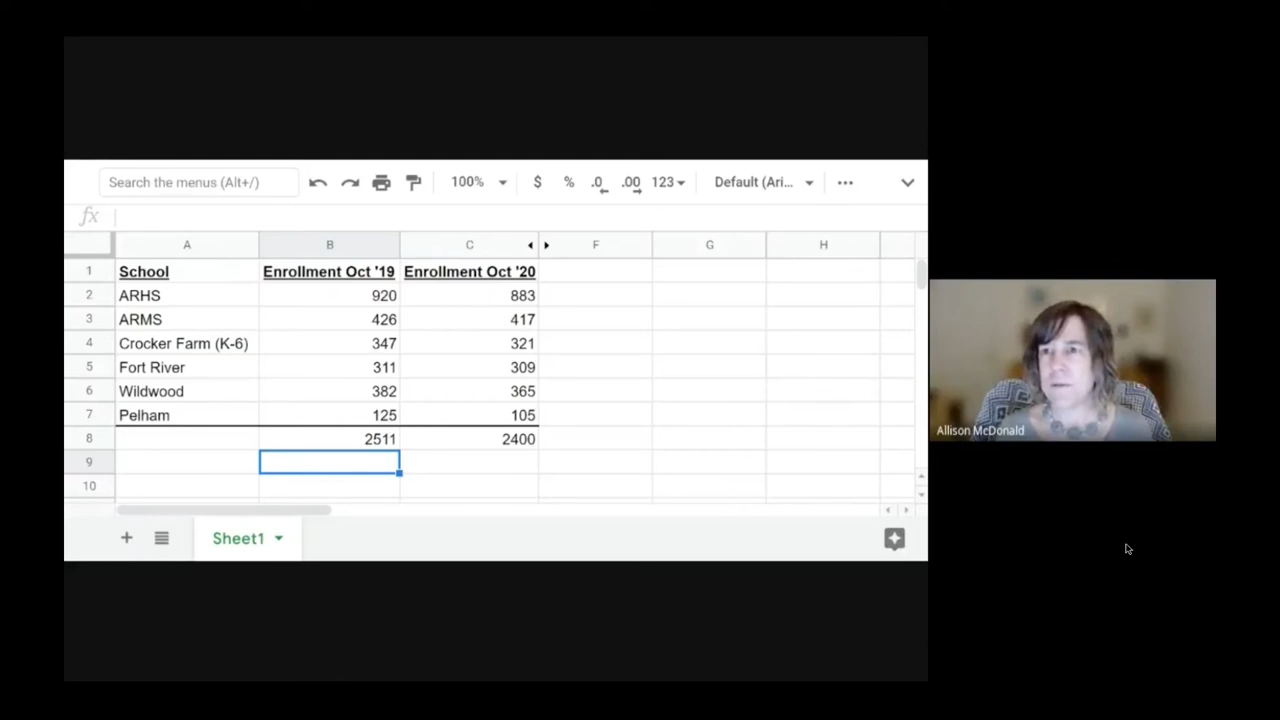 Search the menus (Alt+/) 100% $ % .0 .00 123 Default (Ari... ...
fx
A B C F G H
1 School Enrollment Oct '19 Enrollment Oct '20
2 ARHS 920 883
3 ARMS 426 417
4 Crocker Farm (K-6) 347 321
5 Fort River 311 309
6 Wildwood 382 365
7 Pelham 125 105
8 2511 2400
9
10
Sheet1
Allison McDonald